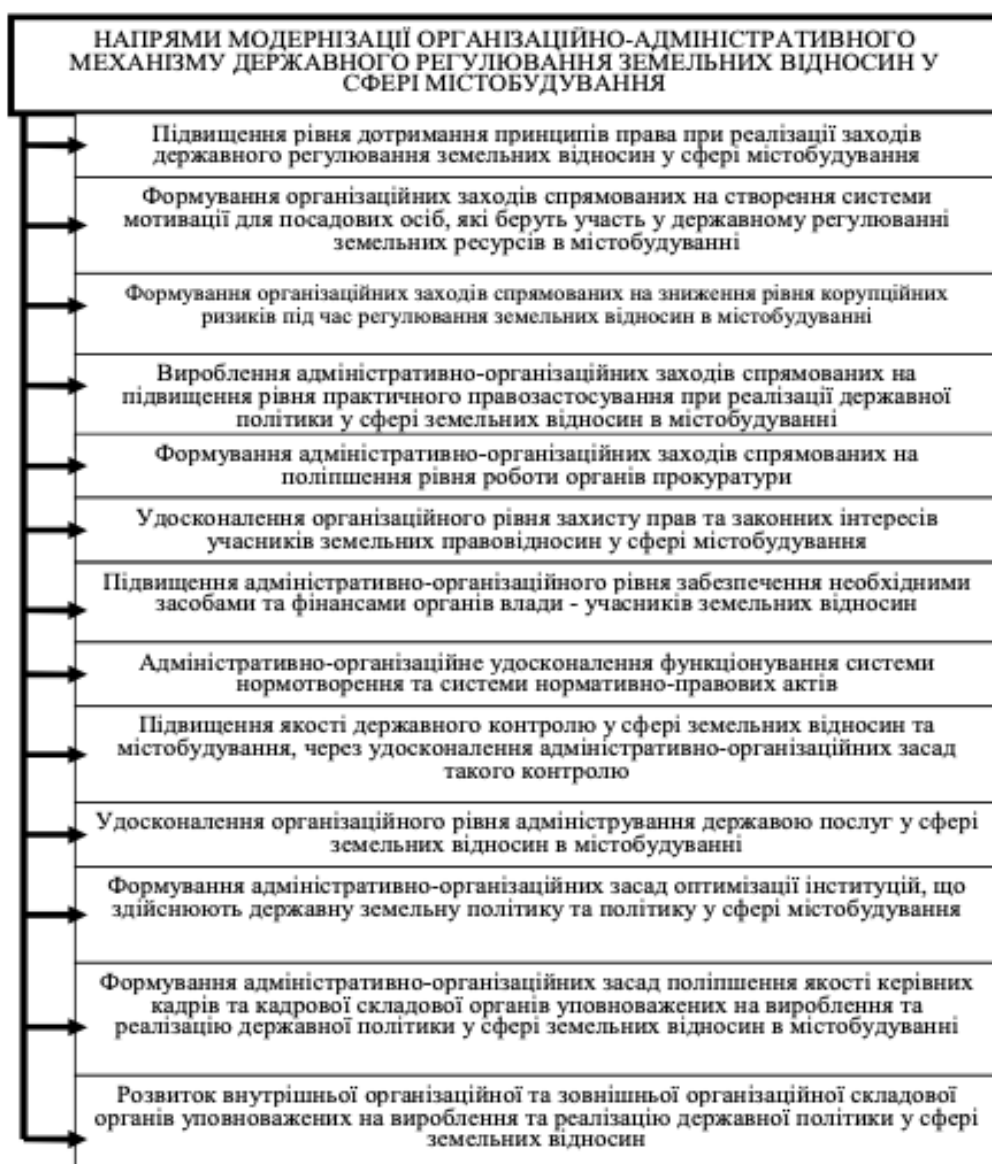 НАПРЯМИ МОДЕРНІЗАЦІЇ ОРГАНІЗАЦІЙНО-АДМІНІСТРАТИВНОГО
МЕХАНІЗМУ ДЕРЖАВНОГО РЕГУЛЮВАННЯ ЗЕМЕЛЬНИХ ВІДНОСИН У
СФЕРІ МІСТОБУДУВАННЯ
Підвищення рівня дотримання принципів права при реалізації заходів
державного регулювання земельних відносин у сфері містобудування
Формування організаційних заходів спрямованих на створення системи
мотивації для посадових осіб, які беруть участь у державному регулюванні
земельних ресурсів в містобудуванні
Формування організаційних заходів спрямованих на зниження рівня корупційних
ризиків під час регулювання земельних відносин в містобудуванні
Вироблення адміністративно-організаційних заходів спрямованих на
підвищення рівня практичного правозастосування при реалізації державної
політики у сфері земельних відносин в містобудуванні
Формування адміністративно-організаційних заходів спрямованих на
поліпшення рівня роботи органів прокуратури
Удосконалення організаційного рівня захисту прав та законних інтересів
учасників земельних правовідносин у сфері містобудування
Підвищення адміністративно-організаційного рівня забезпечення необхідними
засобами та фінансами органів влади - учасників земельних відносин
Адміністративно-організаційне удосконалення функціонування системи
нормотворення та системи нормативно-правових актів
Підвищення якості державного контролю у сфері земельних відносин та
містобудування, через удосконалення адміністративно-організаційних засад
такого контролю
Удосконалення організаційного рівня адміністрування державою послуг у сфері
земельних відносин в містобудуванні
Формування адміністративно-організаційних засад оптимізації інституцій, що
здійснюють державну земельну політику та політику у сфері містобудування
Формування адміністративно-організаційних засад поліпшення якості керівних
кадрів та кадрової складової органів уповноважених на вироблення та
реалізацію державної політики у сфері земельних відносин в містобудуванні
Розвиток внутрішньої організаційної та зовнішньої організаційної складової
органів уповноважених на вироблення та реалізацію державної політики у сфері
земельних відносин